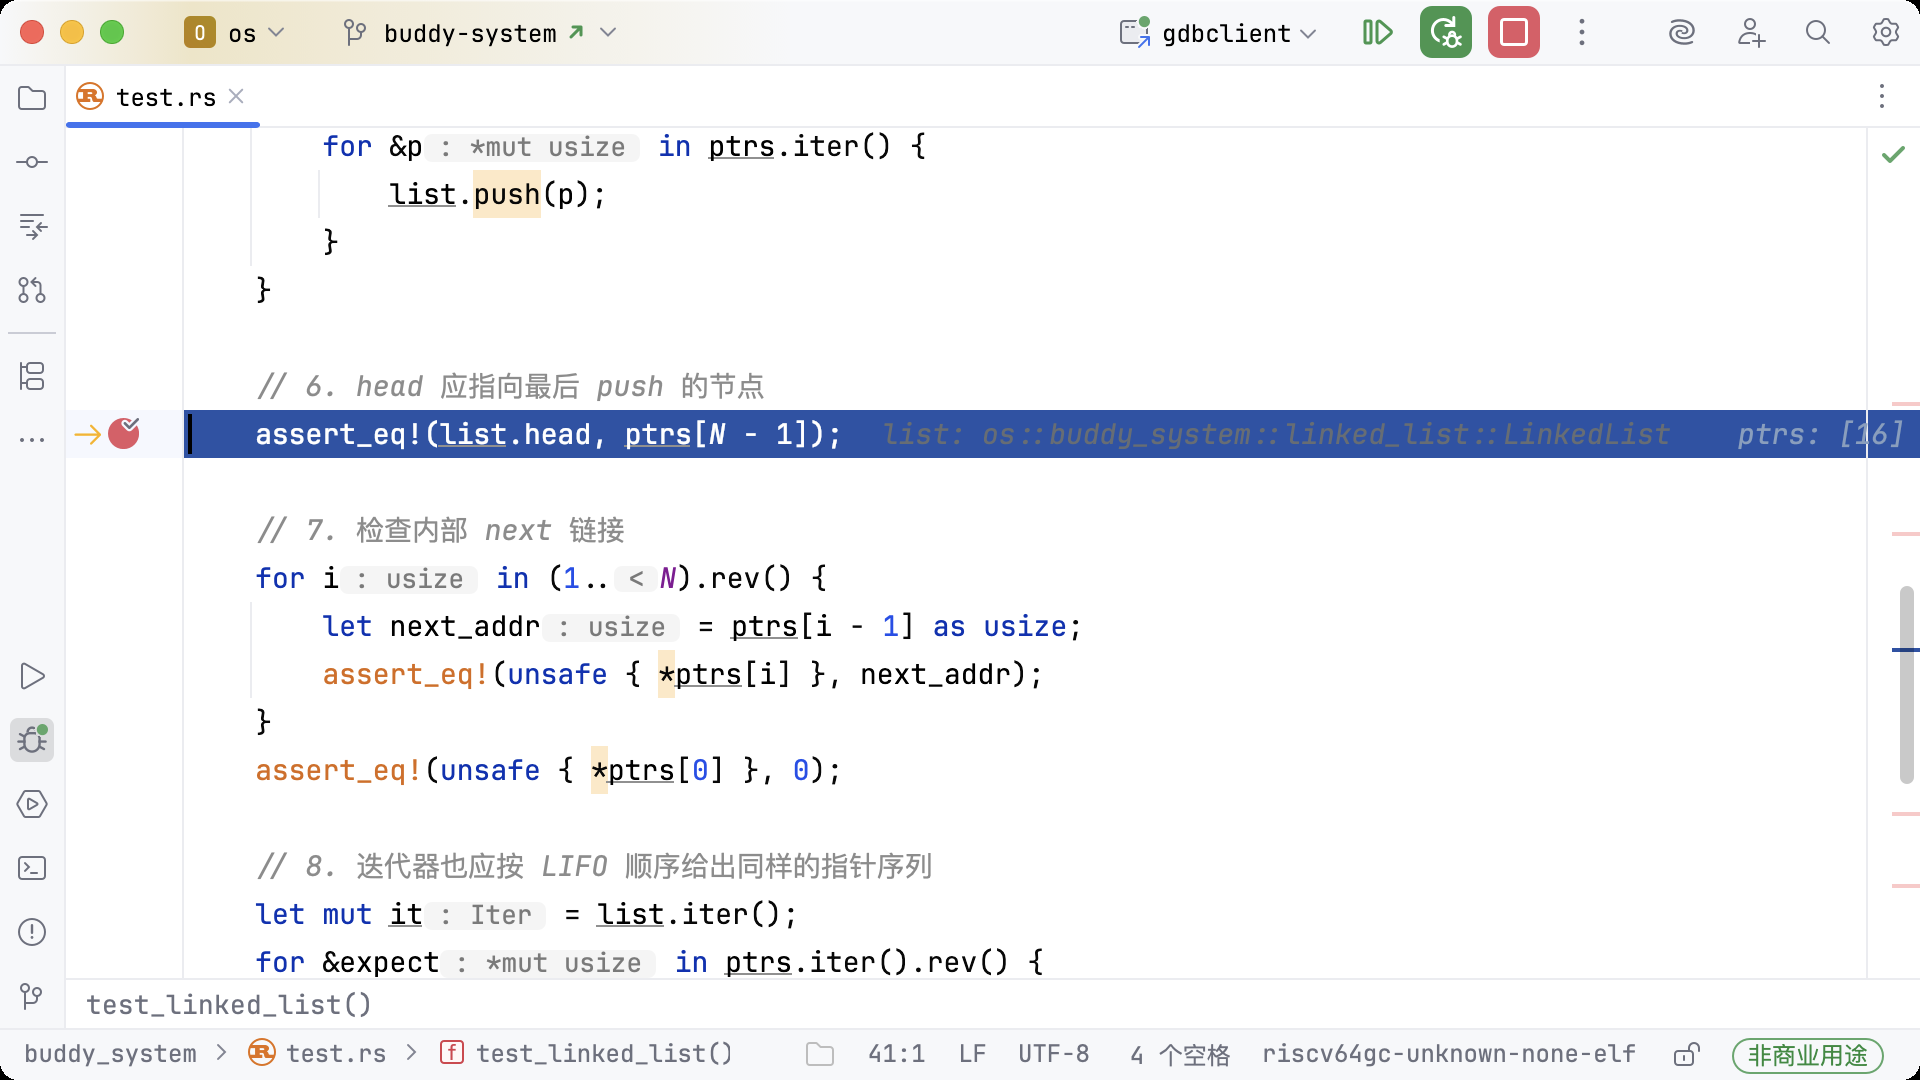 O os buddy-system gdbclient
test.rs
for &p : *mut usize in ptrs.iter() {
list.push(p);
}
}
// 6. head 应指向最后 push 的节点
assert_eq!(list.head, ptrs[N - 1]); list: os::buddy_system::linked_list::LinkedList ptrs: [16]
// 7. 检查内部 next 链接
for i : usize in (1..<N).rev() {
let next_addr : usize = ptrs[i - 1] as usize;
assert_eq!(unsafe { *ptrs[i] }, next_addr);
}
assert_eq!(unsafe { *ptrs[0] }, 0);
// 8. 迭代器也应按 LIFO 顺序给出同样的指针序列
let mut it : Iter = list.iter();
for &expect : *mut usize in ptrs.iter().rev() {
test_linked_list()
buddy_system > test.rs > f test_linked_list() 41:1 LF UTF-8 4 个空格 riscv64gc-unknown-none-elf 非商业用途